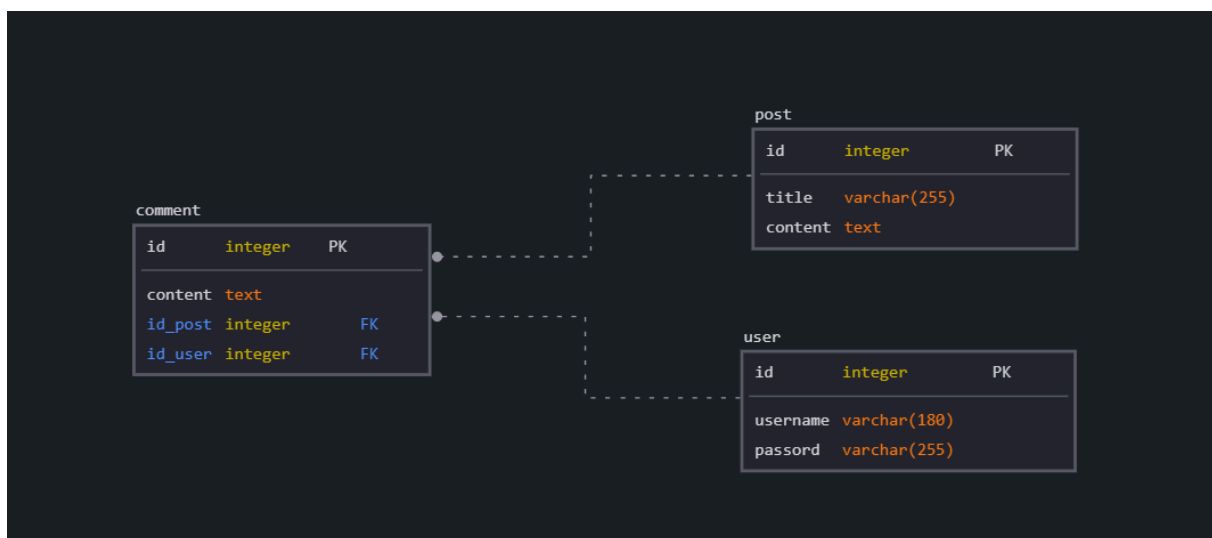 comment
id integer PK
content text
id_post integer FK
id_user integer FK
post
id integer PK
title varchar(255)
content text
user
id integer PK
username varchar(180)
passord varchar(255)